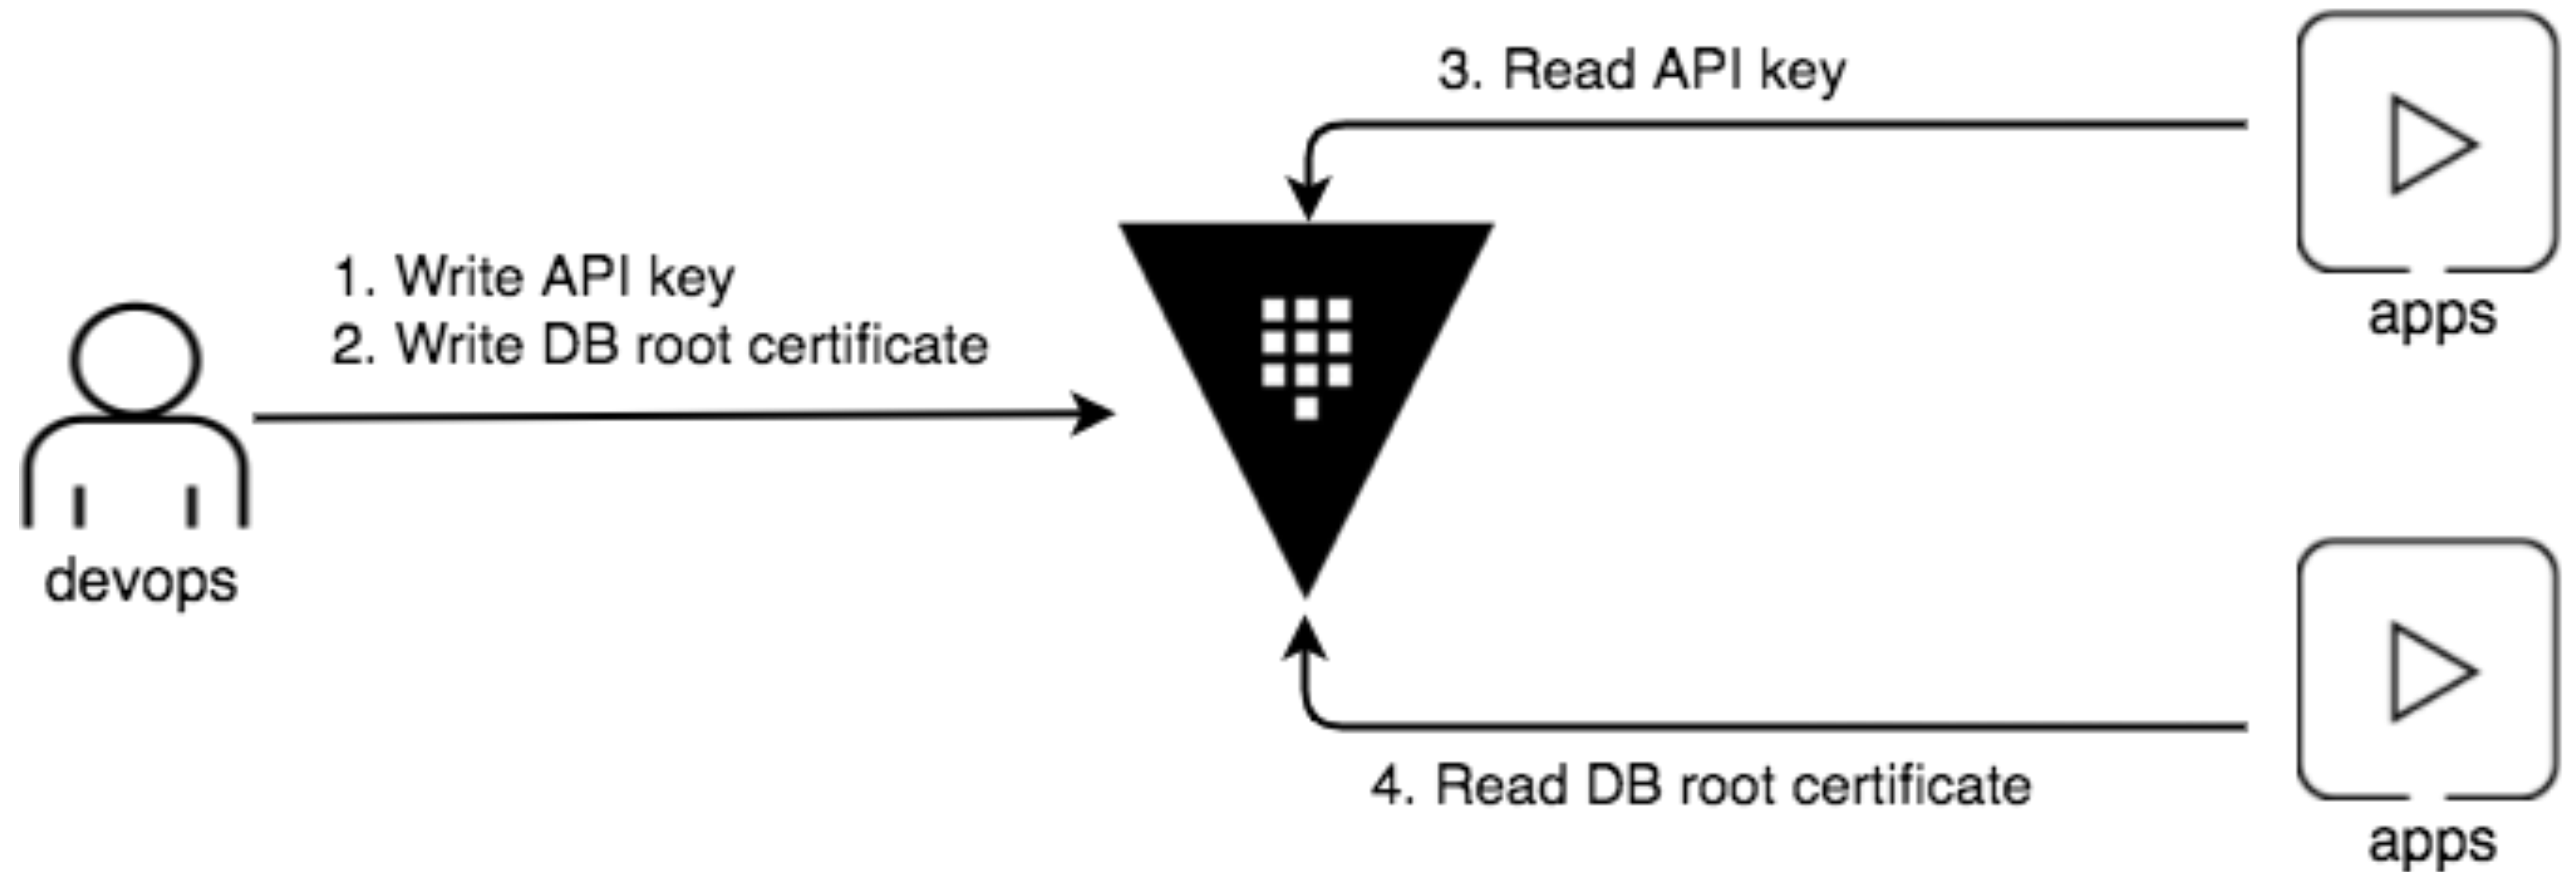 3. Read API key
1. Write API key
2. Write DB root certificate
apps
devops
4. Read DB root certificate
apps